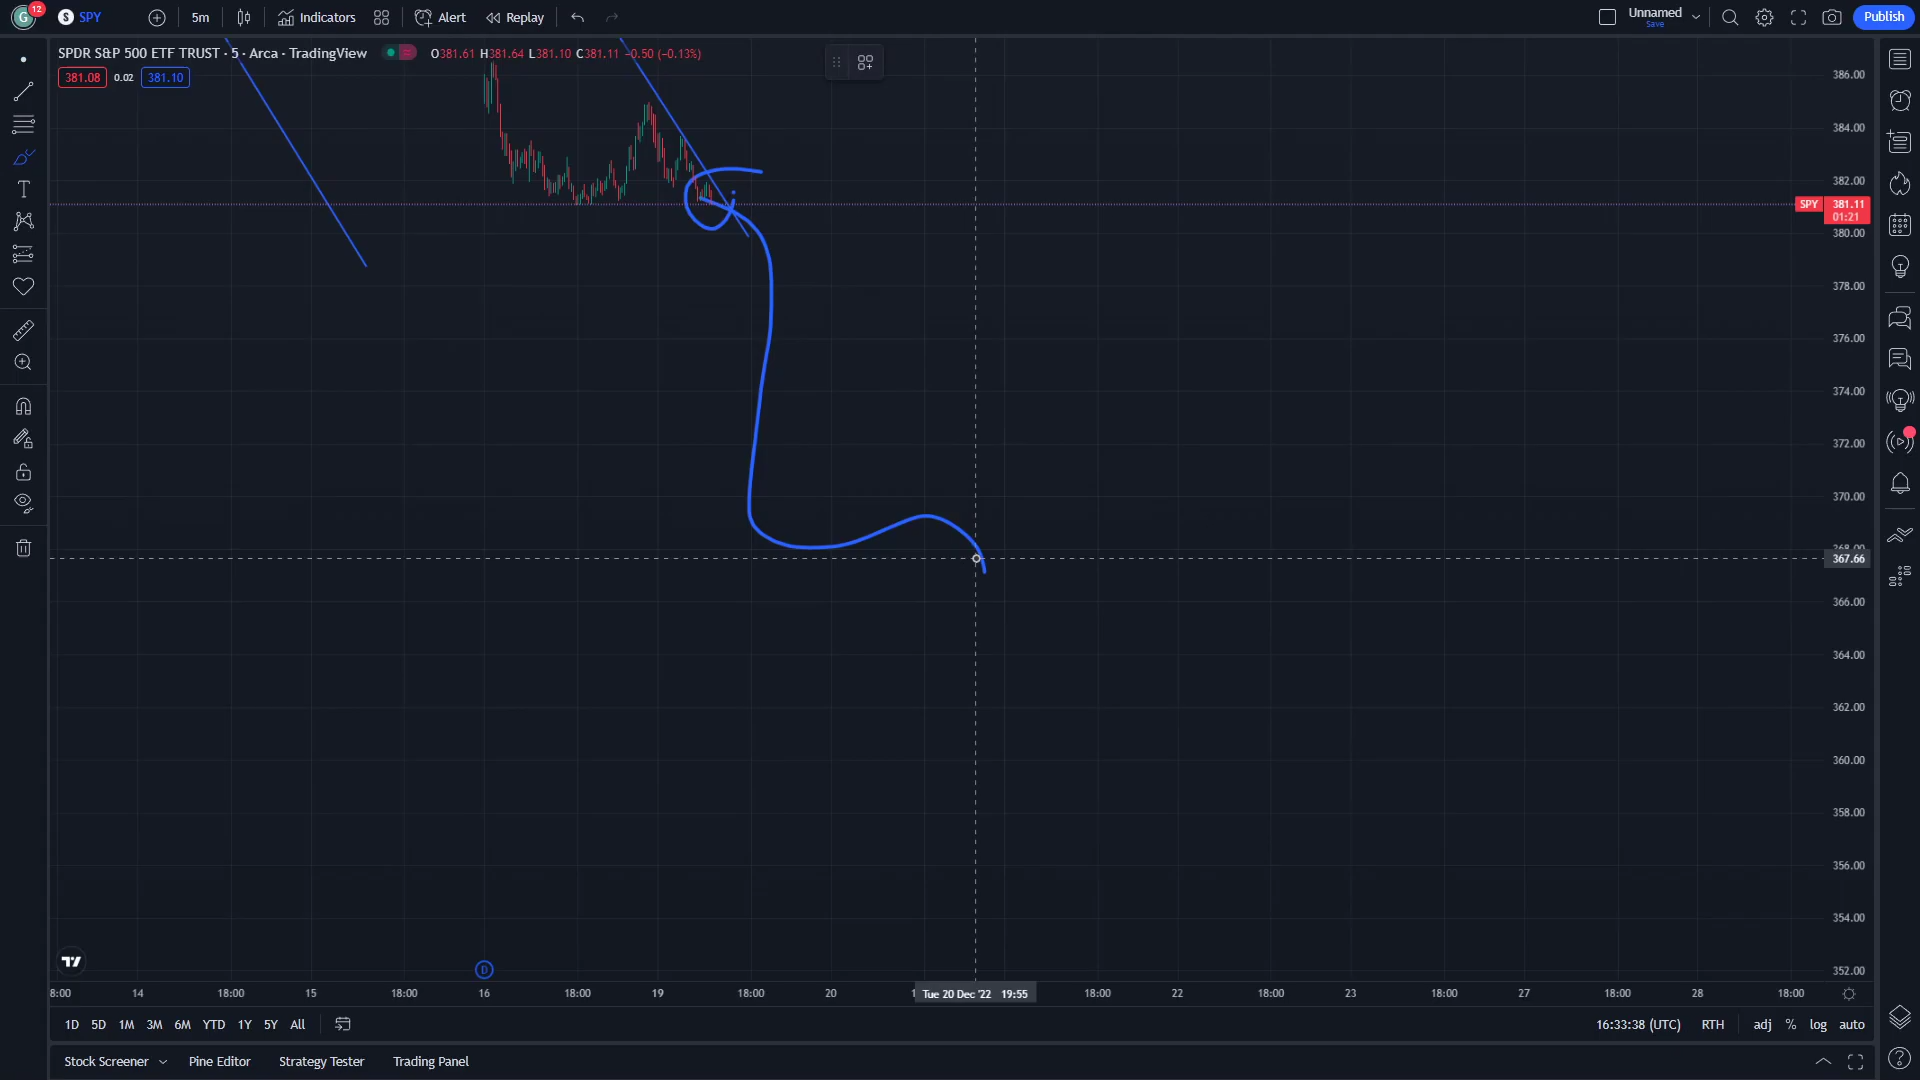 G 12 S SPY 5m Indicators Alert Replay Unnamed Save Publish
SPDR S&P 500 ETF TRUST · 5 · Arca · TradingView O381.61 H381.64 L381.10 C381.11 −0.50 (−0.13%)
381.08 0.02 381.10
386.00
384.00
382.00
SPY 381.11
01:21
380.00
378.00
376.00
374.00
372.00
370.00
368.00
367.66
366.00
364.00
362.00
360.00
358.00
356.00
354.00
352.00
D
8:00 14 18:00 15 18:00 16 18:00 19 18:00 20 1 Tue 20 Dec '22 19:55 18:00 22 18:00 23 18:00 27 18:00 28 18:00
1D 5D 1M 3M 6M YTD 1Y 5Y All 16:33:38 (UTC) RTH adj % log auto
Stock Screener Pine Editor Strategy Tester Trading Panel